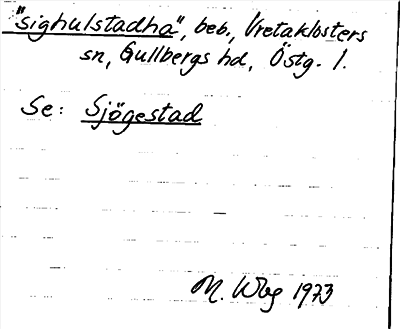 "sighulstadha", beb., Vretaklosters
sn, Gullbergs hd, Östg. l.
Se: Sjögestad
M. Wbg 1973